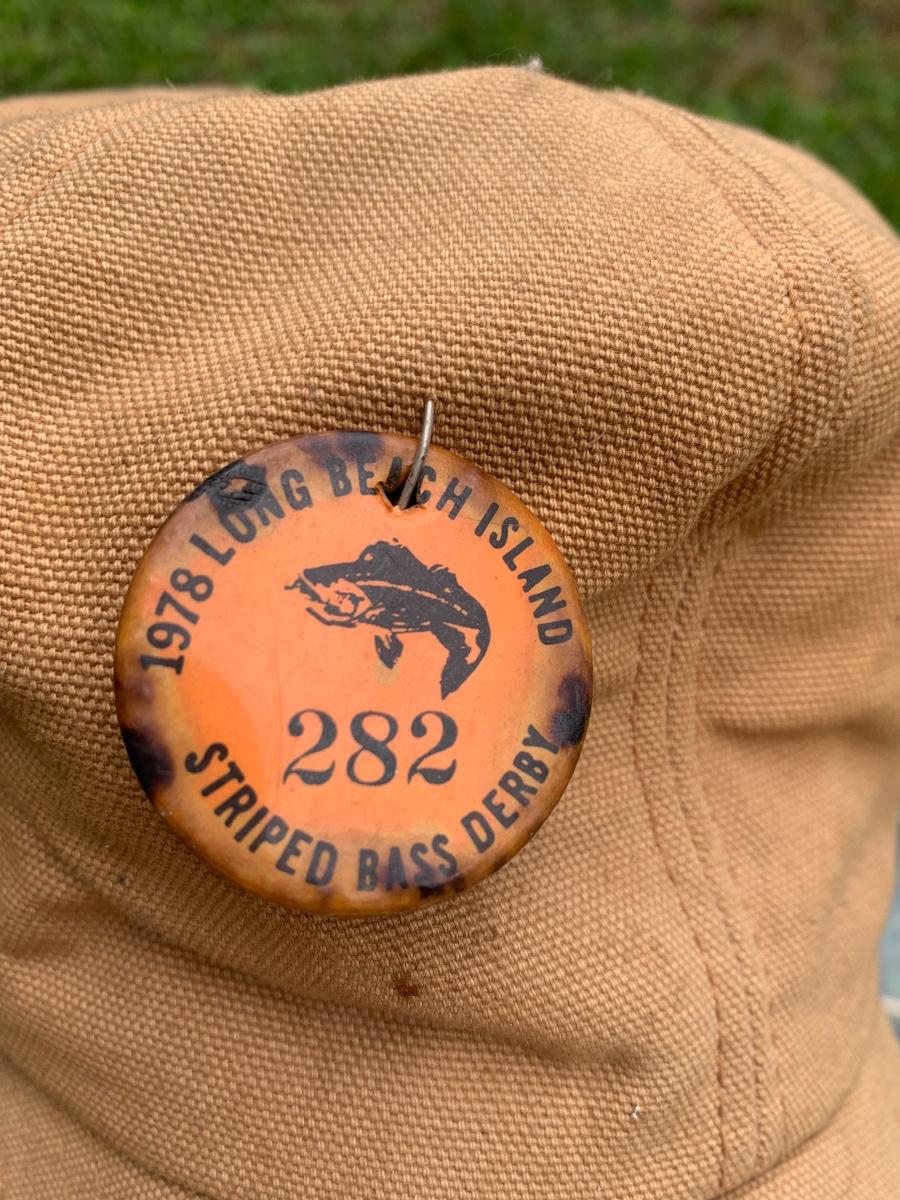 1978 LONG BEACH ISLAND
282
STRIPED BASS DERBY